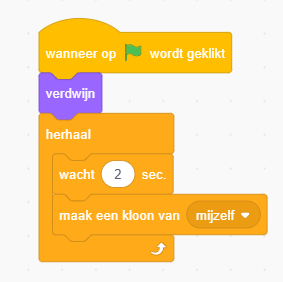 wanneer op wordt geklikt
verdwijn
herhaal
wacht 2 sec.
maak een kloon van mijzelf